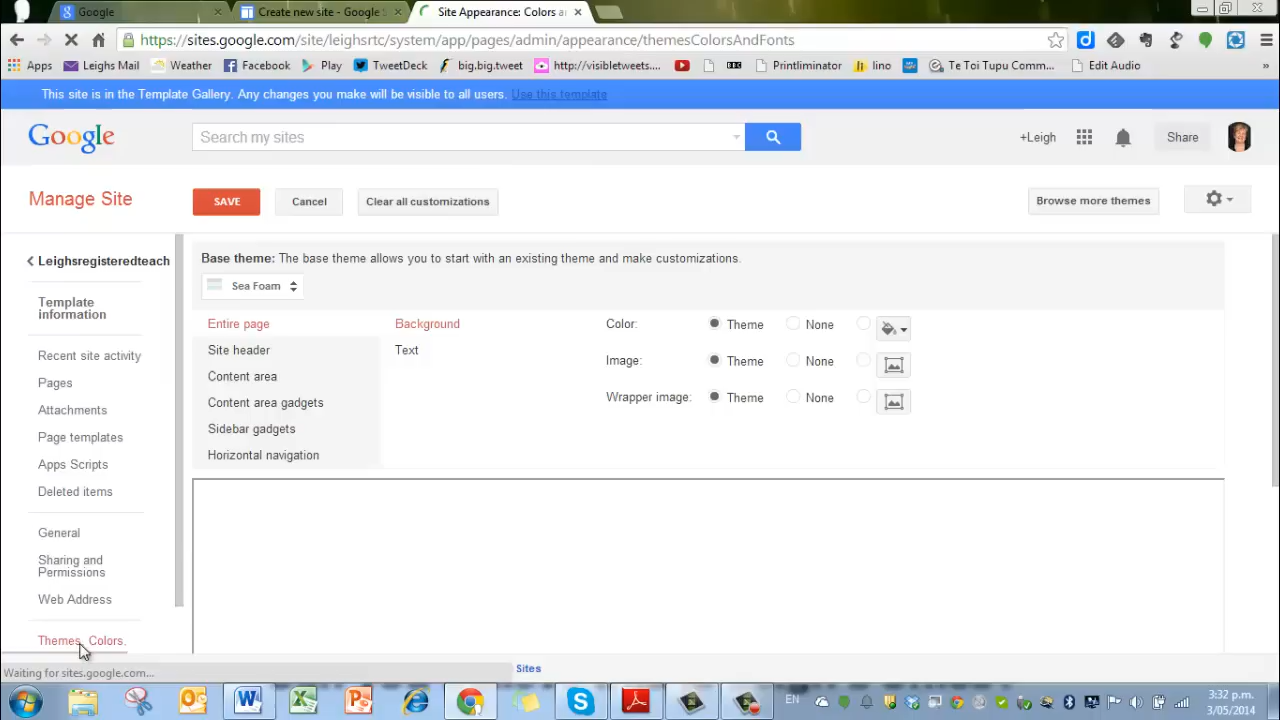 Google
Create new site - Google S
Site Appearance: Colors a
https://sites.google.com/site/leighsrtc/system/app/pages/admin/appearance/themesColorsAndFonts
Apps Leighs Mail Weather Facebook Play TweetDeck big.big.tweet http://visibletweets.... Printliminator lino Te Toi Tupu Comm... Edit Audio »
This site is in the Template Gallery. Any changes you make will be visible to all users. Use this template
Google
Search my sites
+Leigh
Share
Manage Site
SAVE
Cancel
Clear all customizations
Browse more themes
Leighsregisteredteach
Template
information
Recent site activity
Pages
Attachments
Page templates
Apps Scripts
Deleted items
General
Sharing and
Permissions
Web Address
Themes, Colors,
Base theme: The base theme allows you to start with an existing theme and make customizations.
Sea Foam
Entire page
Site header
Content area
Content area gadgets
Sidebar gadgets
Horizontal navigation
Background
Text
Color: Theme None
Image: Theme None
Wrapper image: Theme None
Waiting for sites.google.com...
Sites
EN
3:32 p.m.
3/05/2014